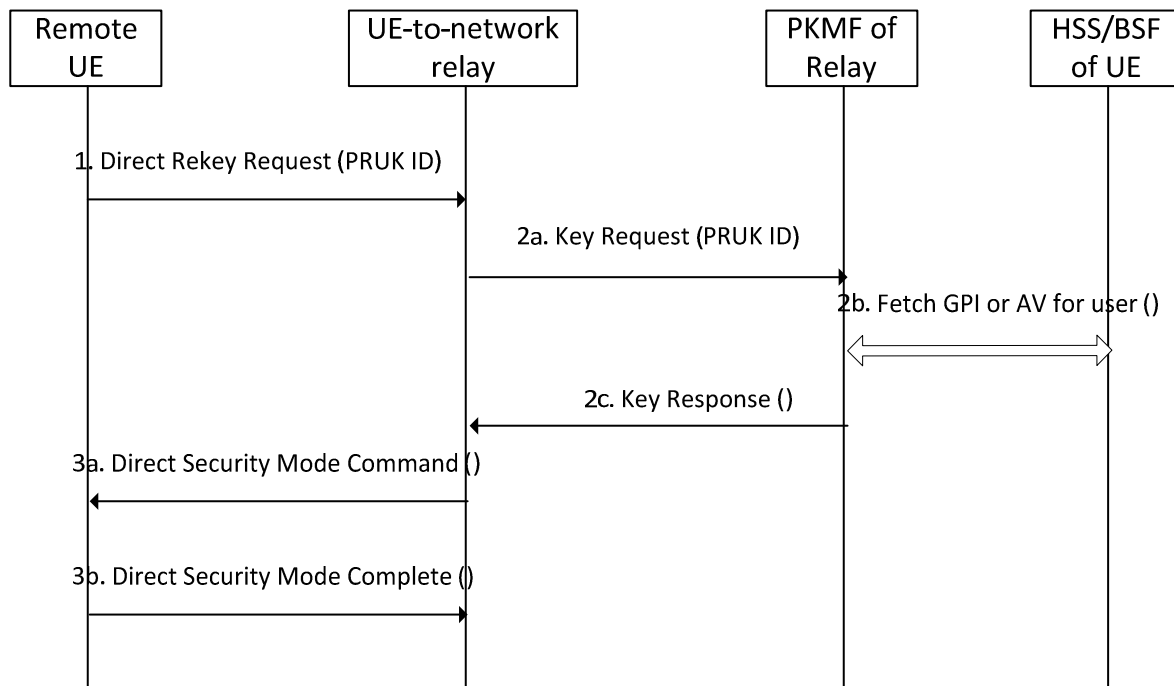 Remote
UE
UE-to-network
relay
PKMF of
Relay
HSS/BSF
of UE
1. Direct Rekey Request (PRUK ID)
2a. Key Request (PRUK ID)
2b. Fetch GPI or AV for user ()
2c. Key Response ()
3a. Direct Security Mode Command ()
3b. Direct Security Mode Complete ()